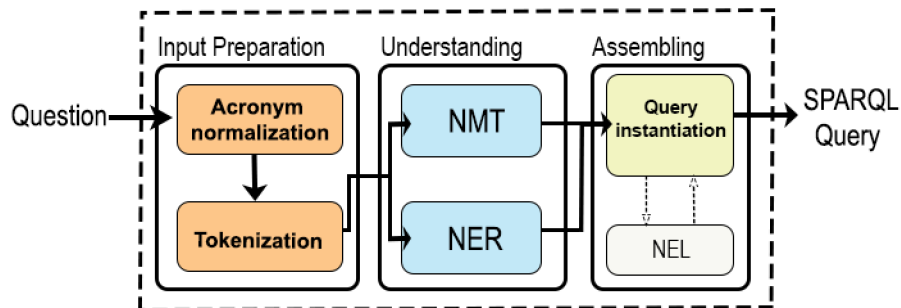 Input Preparation
Understanding
Assembling
Question
Acronym
normalization
Tokenization
NMT
NER
Query
instantiation
NEL
SPARQL
Query